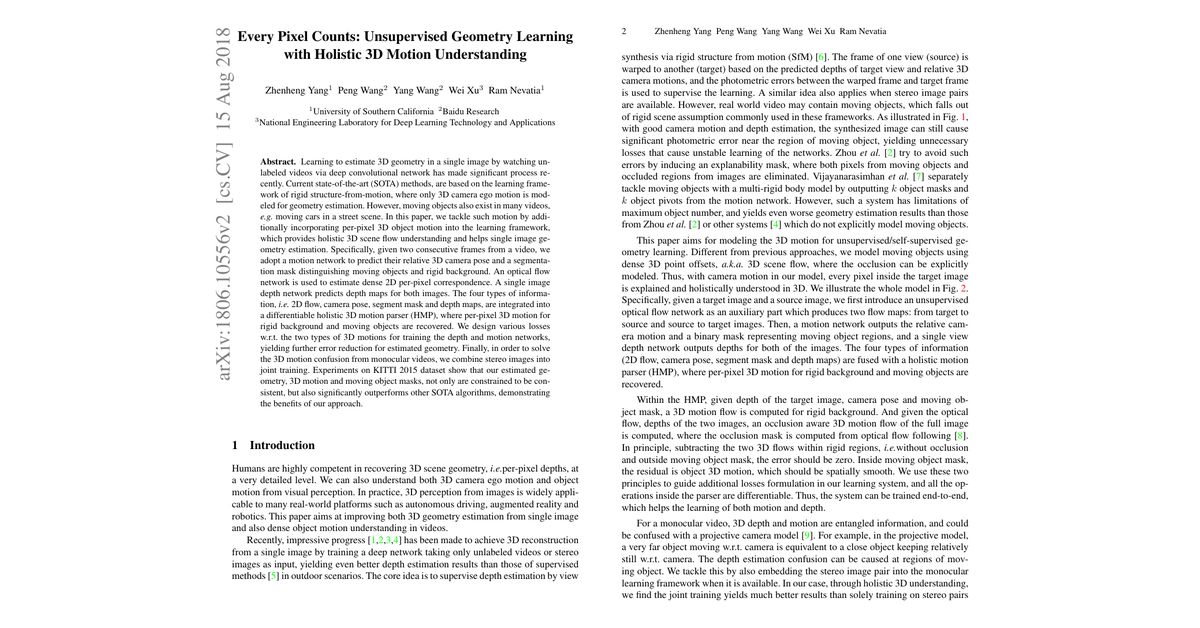 arXiv:1806.10556v2 [cs.CV] 15 Aug 2018
Every Pixel Counts: Unsupervised Geometry Learning
with Holistic 3D Motion Understanding
Zhenheng Yang1 Peng Wang2 Yang Wang2 Wei Xu3 Ram Nevatia1
1University of Southern California 2Baidu Research
3National Engineering Laboratory for Deep Learning Technology and Applications
Abstract. Learning to estimate 3D geometry in a single image by watching un-
labeled videos via deep convolutional network has made significant process re-
cently. Current state-of-the-art (SOTA) methods, are based on the learning frame-
work of rigid structure-from-motion, where only 3D camera ego motion is mod-
eled for geometry estimation. However, moving objects also exist in many videos,
e.g. moving cars in a street scene. In this paper, we tackle such motion by addi-
tionally incorporating per-pixel 3D object motion into the learning framework,
which provides holistic 3D scene flow understanding and helps single image ge-
ometry estimation. Specifically, given two consecutive frames from a video, we
adopt a motion network to predict their relative 3D camera pose and a segmenta-
tion mask distinguishing moving objects and rigid background. An optical flow
network is used to estimate dense 2D per-pixel correspondence. A single image
depth network predicts depth maps for both images. The four types of informa-
tion, i.e. 2D flow, camera pose, segment mask and depth maps, are integrated into
a differentiable holistic 3D motion parser (HMP), where per-pixel 3D motion for
rigid background and moving objects are recovered. We design various losses
w.r.t. the two types of 3D motions for training the depth and motion networks,
yielding further error reduction for estimated geometry. Finally, in order to solve
the 3D motion confusion from monocular videos, we combine stereo images into
joint training. Experiments on KITTI 2015 dataset show that our estimated ge-
ometry, 3D motion and moving object masks, not only are constrained to be con-
sistent, but also significantly outperforms other SOTA algorithms, demonstrating
the benefits of our approach.
1 Introduction
Humans are highly competent in recovering 3D scene geometry, i.e.per-pixel depths, at
a very detailed level. We can also understand both 3D camera ego motion and object
motion from visual perception. In practice, 3D perception from images is widely appli-
cable to many real-world platforms such as autonomous driving, augmented reality and
robotics. This paper aims at improving both 3D geometry estimation from single image
and also dense object motion understanding in videos.
Recently, impressive progress [1,2,3,4] has been made to achieve 3D reconstruction
from a single image by training a deep network taking only unlabeled videos or stereo
images as input, yielding even better depth estimation results than those of supervised
methods [5] in outdoor scenarios. The core idea is to supervise depth estimation by view
2 Zhenheng Yang Peng Wang Yang Wang Wei Xu Ram Nevatia
synthesis via rigid structure from motion (SfM) [6]. The frame of one view (source) is
warped to another (target) based on the predicted depths of target view and relative 3D
camera motions, and the photometric errors between the warped frame and target frame
is used to supervise the learning. A similar idea also applies when stereo image pairs
are available. However, real world video may contain moving objects, which falls out
of rigid scene assumption commonly used in these frameworks. As illustrated in Fig. 1,
with good camera motion and depth estimation, the synthesized image can still cause
significant photometric error near the region of moving object, yielding unnecessary
losses that cause unstable learning of the networks. Zhou et al. [2] try to avoid such
errors by inducing an explanability mask, where both pixels from moving objects and
occluded regions from images are eliminated. Vijayanarasimhan et al. [7] separately
tackle moving objects with a multi-rigid body model by outputting k object masks and
k object pivots from the motion network. However, such a system has limitations of
maximum object number, and yields even worse geometry estimation results than those
from Zhou et al. [2] or other systems [4] which do not explicitly model moving objects.
This paper aims for modeling the 3D motion for unsupervised/self-supervised ge-
ometry learning. Different from previous approaches, we model moving objects using
dense 3D point offsets, a.k.a. 3D scene flow, where the occlusion can be explicitly
modeled. Thus, with camera motion in our model, every pixel inside the target image
is explained and holistically understood in 3D. We illustrate the whole model in Fig. 2.
Specifically, given a target image and a source image, we first introduce an unsupervised
optical flow network as an auxiliary part which produces two flow maps: from target to
source and source to target images. Then, a motion network outputs the relative cam-
era motion and a binary mask representing moving object regions, and a single view
depth network outputs depths for both of the images. The four types of information
(2D flow, camera pose, segment mask and depth maps) are fused with a holistic motion
parser (HMP), where per-pixel 3D motion for rigid background and moving objects are
recovered.
Within the HMP, given depth of the target image, camera pose and moving ob-
ject mask, a 3D motion flow is computed for rigid background. And given the optical
flow, depths of the two images, an occlusion aware 3D motion flow of the full image
is computed, where the occlusion mask is computed from optical flow following [8].
In principle, subtracting the two 3D flows within rigid regions, i.e.without occlusion
and outside moving object mask, the error should be zero. Inside moving object mask,
the residual is object 3D motion, which should be spatially smooth. We use these two
principles to guide additional losses formulation in our learning system, and all the op-
erations inside the parser are differentiable. Thus, the system can be trained end-to-end,
which helps the learning of both motion and depth.
For a monocular video, 3D depth and motion are entangled information, and could
be confused with a projective camera model [9]. For example, in the projective model,
a very far object moving w.r.t. camera is equivalent to a close object keeping relatively
still w.r.t. camera. The depth estimation confusion can be caused at regions of mov-
ing object. We tackle this by also embedding the stereo image pair into the monocular
learning framework when it is available. In our case, through holistic 3D understanding,
we find the joint training yields much better results than solely training on stereo pairs